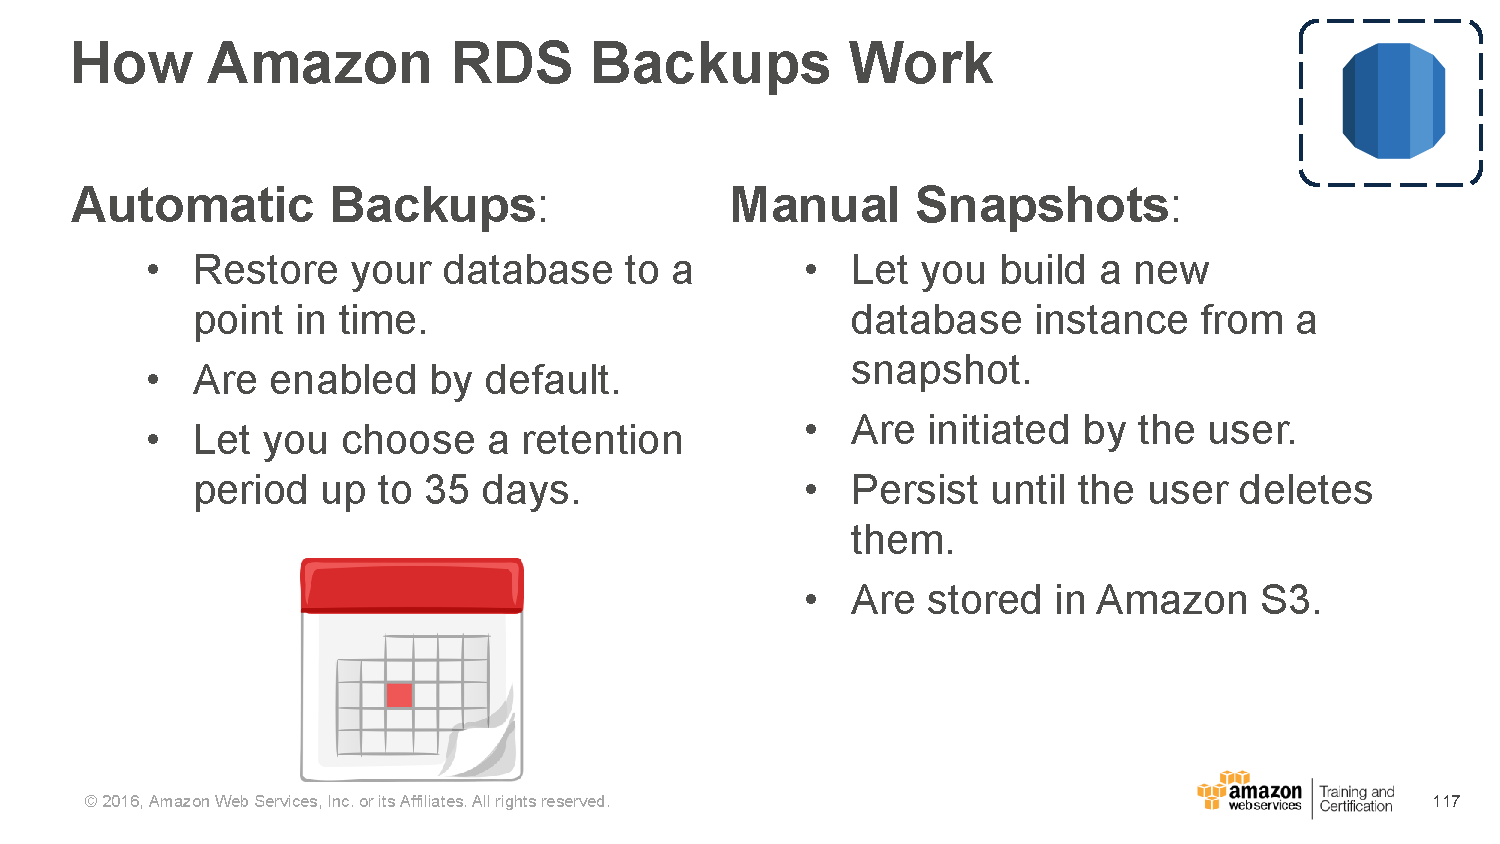 How Amazon RDS Backups Work
Automatic Backups:
• Restore your database to a
point in time.
• Are enabled by default.
• Let you choose a retention
period up to 35 days.
Manual Snapshots:
• Let you build a new
database instance from a
snapshot.
• Are initiated by the user.
• Persist until the user deletes
them.
• Are stored in Amazon S3.
© 2016, Amazon Web Services, Inc. or its Affiliates. All rights reserved.
amazon
webservices
Training and
Certification
117